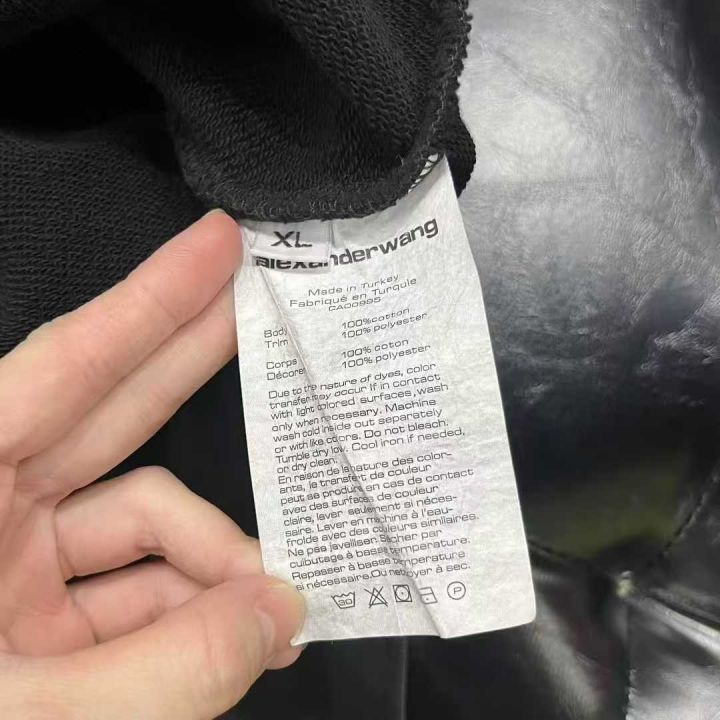 XL
alexanderwang
Made in Turkey
Fabriqué en Turquie
CA00995
Body 100%cotton
Trim 100% polyester
Corps 100% coton
Décore 100% polyester
Due to the nature of dyes, color
transfer may occur if in contact
with light colored surfaces, wash
only when necessary. Machine
wash cold inside out separately
or with like colors. Do not bleach.
Tumble dry low. Cool iron if needed,
or dry clean.
En raison de la nature des color-
ants, le transfert de couleur
peut se produire en cas de contact
avec des surfaces de couleur
claire, laver seulement si néces-
saire. Laver en machine à l'eau-
froide avec des couleurs similaires.
Ne pas javelliser. Sécher par
culbutage à basse température.
Repasser à basse température
si nécessaire.Ou nettoyer à sec.
30 P